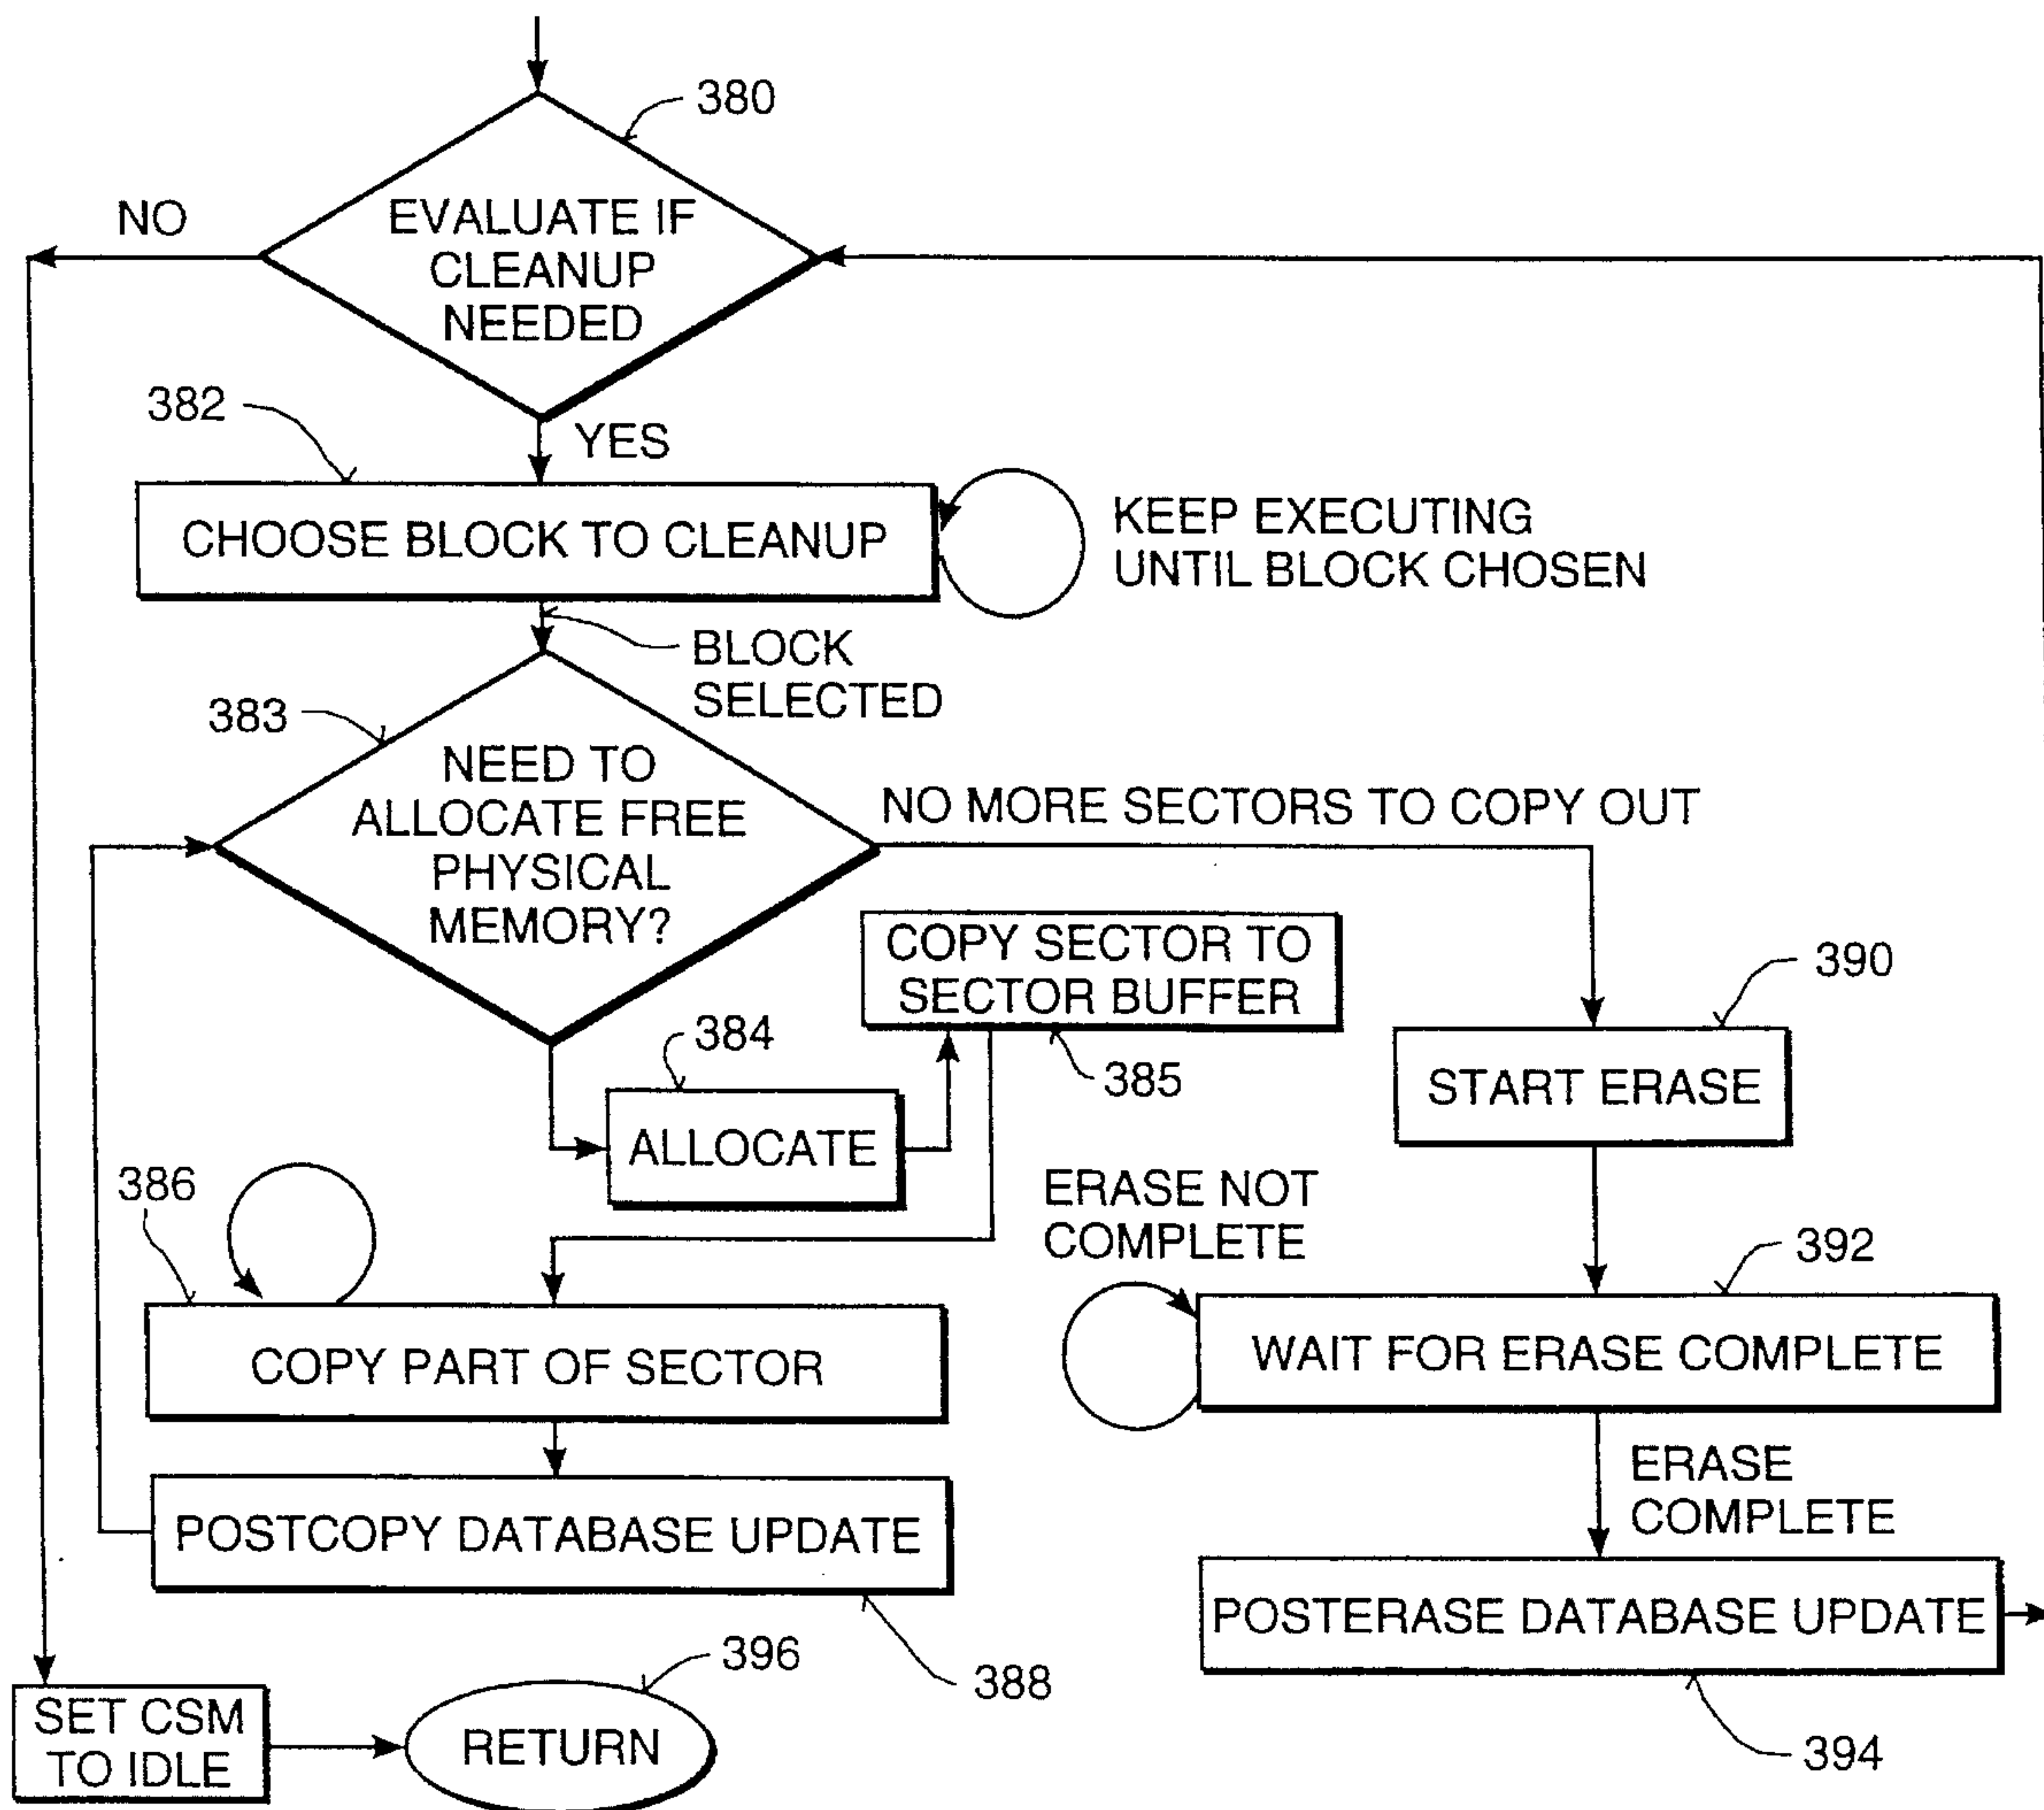 380
NO
EVALUATE IF
CLEANUP
NEEDED
382
YES
CHOOSE BLOCK TO CLEANUP
KEEP EXECUTING
UNTIL BLOCK CHOSEN
BLOCK
SELECTED
383
NEED TO
ALLOCATE FREE
PHYSICAL
MEMORY?
NO MORE SECTORS TO COPY OUT
COPY SECTOR TO
SECTOR BUFFER
390
384
385
START ERASE
ALLOCATE
386
ERASE NOT
COMPLETE
392
COPY PART OF SECTOR
WAIT FOR ERASE COMPLETE
ERASE
COMPLETE
POSTCOPY DATABASE UPDATE
POSTERASE DATABASE UPDATE
396
388
SET CSM
TO IDLE
RETURN
394